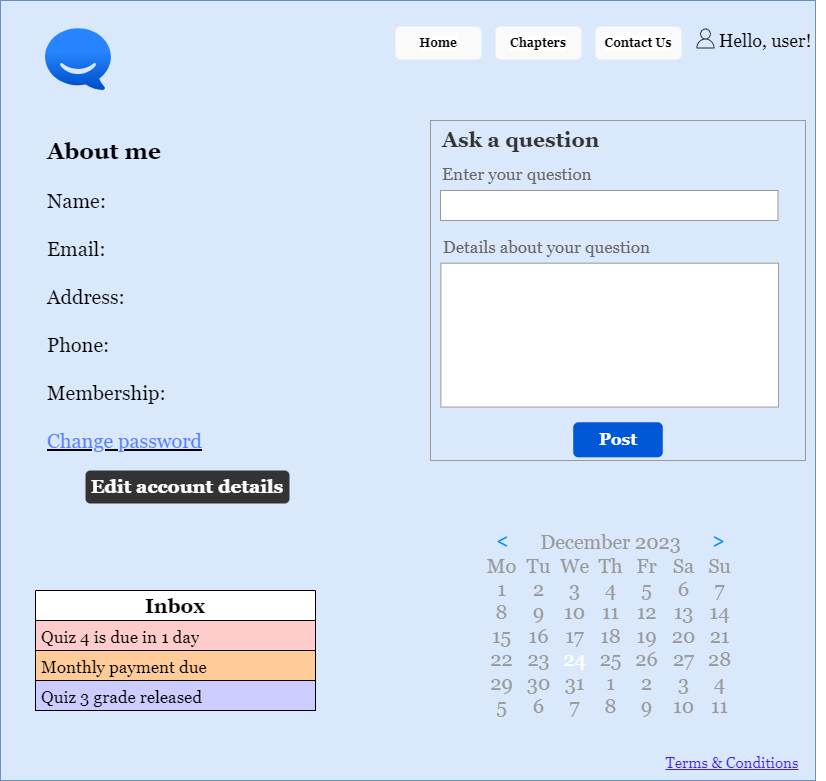 Home Chapters Contact Us Hello, user!
About me
Name:
Email:
Address:
Phone:
Membership:
Change password
Edit account details
Ask a question
Enter your question
Details about your question
Post
Inbox
Quiz 4 is due in 1 day
Monthly payment due
Quiz 3 grade released
< December 2023 >
Mo Tu We Th Fr Sa Su
1 2 3 4 5 6 7
8 9 10 11 12 13 14
15 16 17 18 19 20 21
22 23 24 25 26 27 28
29 30 31 1 2 3 4
5 6 7 8 9 10 11
Terms & Conditions